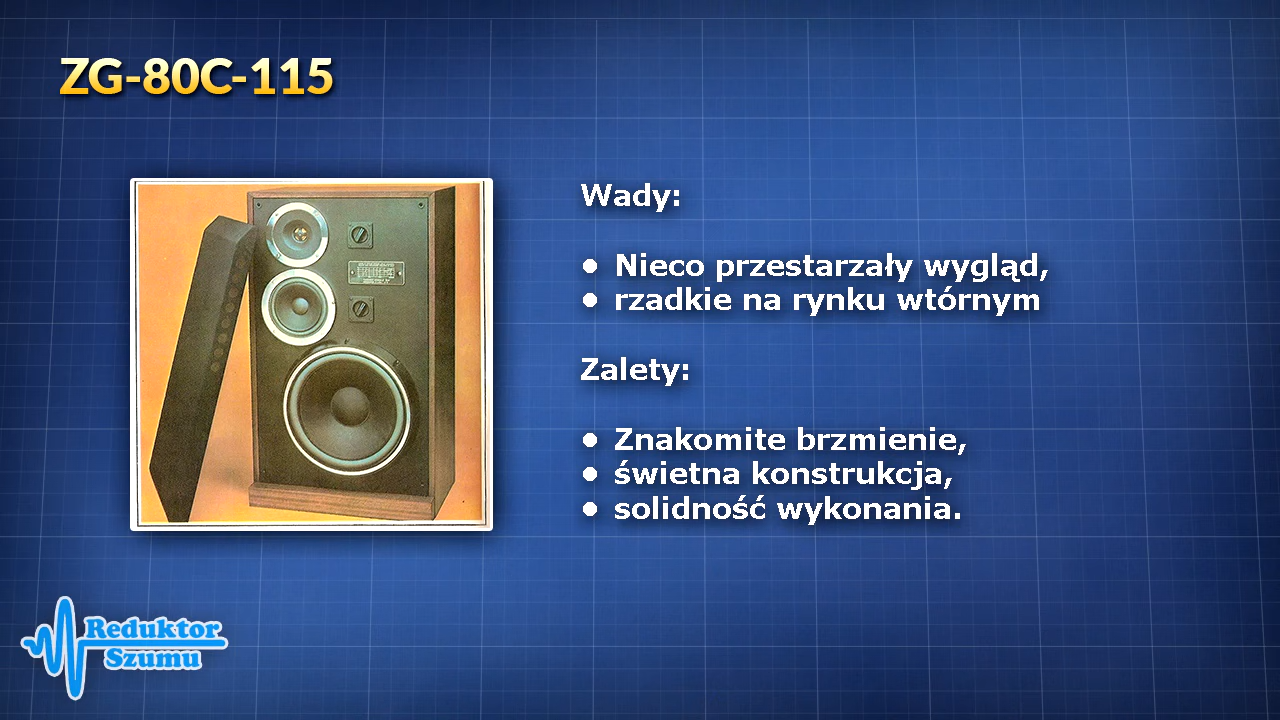 ZG-80C-115
Wady:
● Nieco przestarzały wygląd,
● rzadkie na rynku wtórnym
Zalety:
● Znakomite brzmienie,
● świetna konstrukcja,
● solidność wykonania.
Reduktor
Szumu